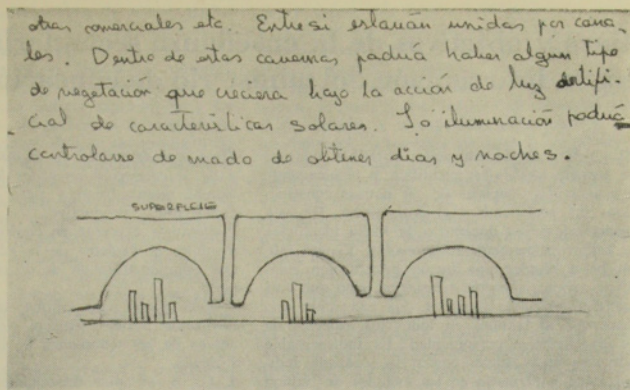 otras comerciales etc. Entre si estarían unidas por cana-
les. Dentro de estas cavernas podría haber algun tipo
de vegetación que creciera bajo la acción de luz artifi-
cial de características solares. La iluminación podría
controlarse de modo de obtener dias y noches.
SUPERFICIE